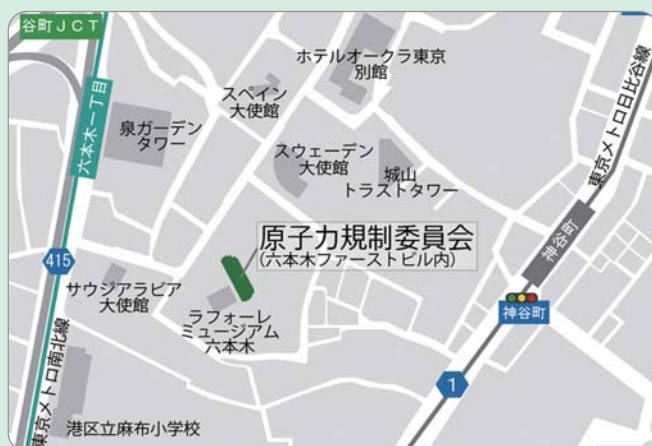 谷町JCT
ホテルオークラ東京
別館
スペイン
大使館
六本木一丁目
泉ガーデン
タワー
スウェーデン
大使館
城山
トラストタワー
東京メトロ日比谷線
原子力規制委員会
(六本木ファーストビル内)
神谷町
415
サウジアラビア
大使館
ラフォーレ
ミュージアム
六本木
神谷町
東京メトロ南北線
1
港区立麻布小学校